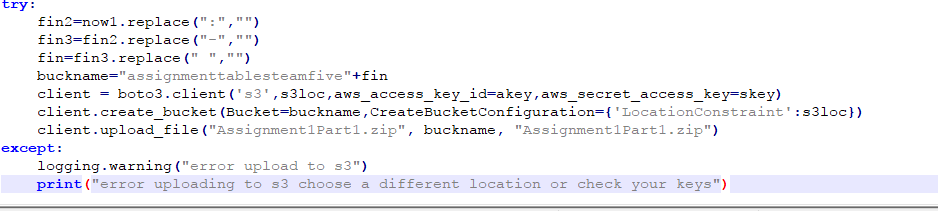 try:
fin2=now1.replace(":","")
fin3=fin2.replace("-","")
fin=fin3.replace(" ","")
buckname="assignmenttablesteamfive"+fin
client = boto3.client('s3',s3loc,aws_access_key_id=akey,aws_secret_access_key=skey)
client.create_bucket(Bucket=buckname,CreateBucketConfiguration={'LocationConstraint':s3loc})
client.upload_file("Assignment1Part1.zip", buckname, "Assignment1Part1.zip")
except:
logging.warning("error upload to s3")
print("error uploading to s3 choose a different location or check your keys")